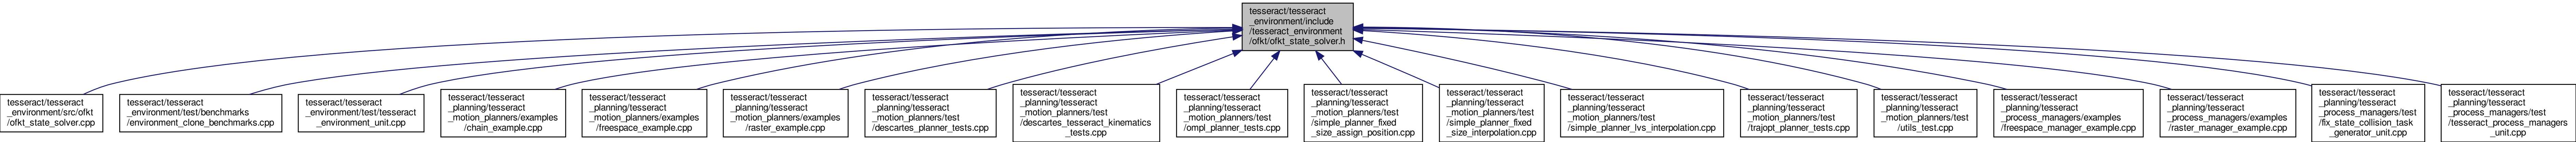 tesseract/tesseract
_environment/include
/tesseract_environment
/ofkt/ofkt_state_solver.h
tesseract/tesseract
_environment/src/ofkt
/ofkt_state_solver.cpp
tesseract/tesseract
_environment/test/benchmarks
/environment_clone_benchmarks.cpp
tesseract/tesseract
_environment/test/tesseract
_environment_unit.cpp
tesseract/tesseract
_planning/tesseract
_motion_planners/examples
/chain_example.cpp
tesseract/tesseract
_planning/tesseract
_motion_planners/examples
/freespace_example.cpp
tesseract/tesseract
_planning/tesseract
_motion_planners/examples
/raster_example.cpp
tesseract/tesseract
_planning/tesseract
_motion_planners/test
/descartes_planner_tests.cpp
tesseract/tesseract
_planning/tesseract
_motion_planners/test
/descartes_tesseract_kinematics
_tests.cpp
tesseract/tesseract
_planning/tesseract
_motion_planners/test
/ompl_planner_tests.cpp
tesseract/tesseract
_planning/tesseract
_motion_planners/test
/simple_planner_fixed
_size_assign_position.cpp
tesseract/tesseract
_planning/tesseract
_motion_planners/test
/simple_planner_fixed
_size_interpolation.cpp
tesseract/tesseract
_planning/tesseract
_motion_planners/test
/simple_planner_lvs_interpolation.cpp
tesseract/tesseract
_planning/tesseract
_motion_planners/test
/trajopt_planner_tests.cpp
tesseract/tesseract
_planning/tesseract
_motion_planners/test
/utils_test.cpp
tesseract/tesseract
_planning/tesseract
_process_managers/examples
/freespace_manager_example.cpp
tesseract/tesseract
_planning/tesseract
_process_managers/examples
/raster_manager_example.cpp
tesseract/tesseract
_planning/tesseract
_process_managers/test
/fix_state_collision_task
_generator_unit.cpp
tesseract/tesseract
_planning/tesseract
_process_managers/test
/tesseract_process_managers
_unit.cpp